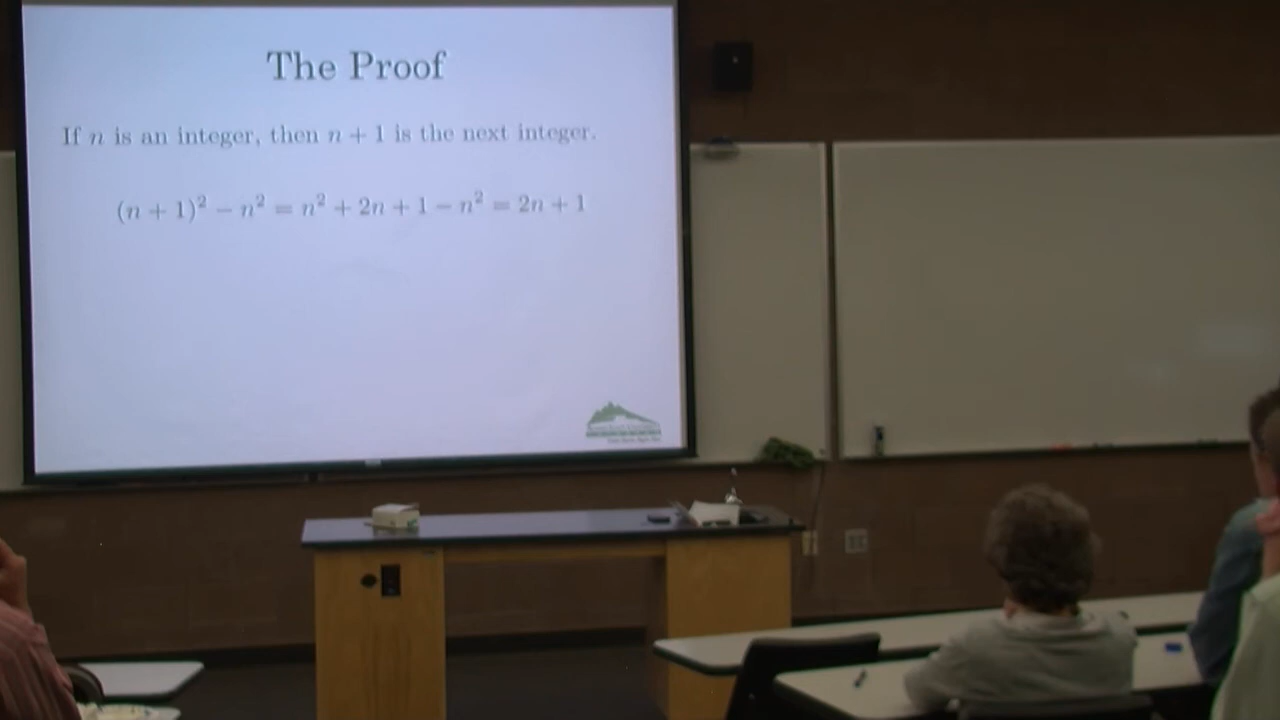 The Proof
If n is an integer, then n + 1 is the next integer.
(n + 1)² − n² = n² + 2n + 1 − n² = 2n + 1